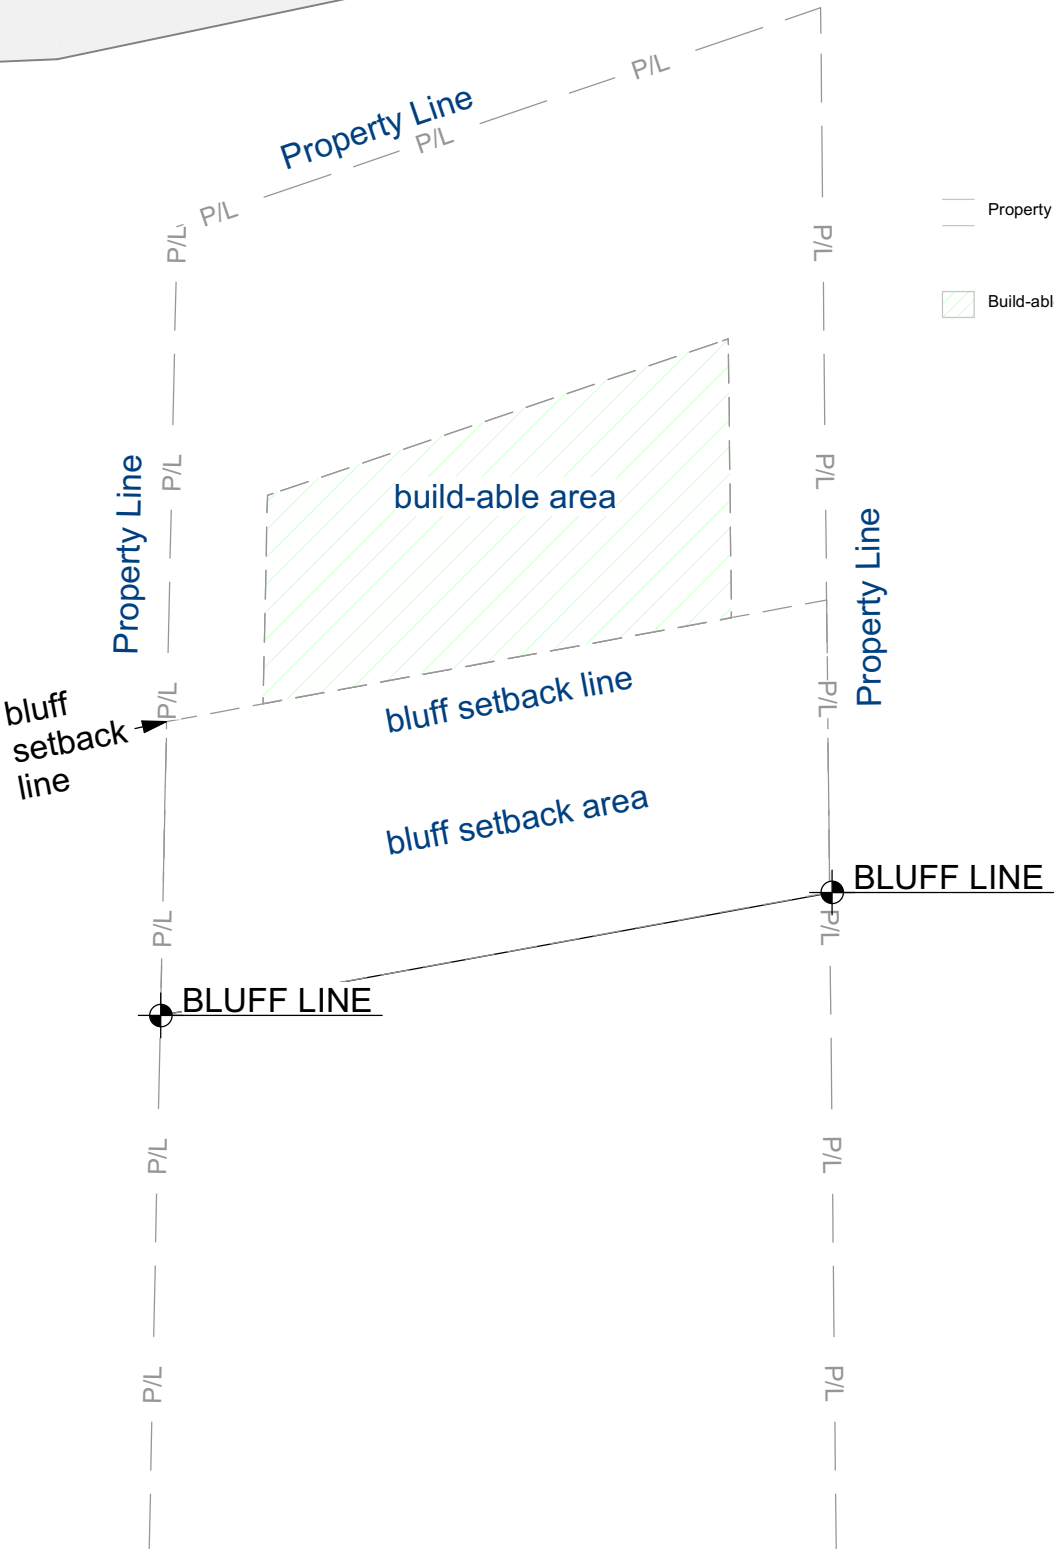 P/L
Property Line
P/L
P/L
P/L
P/L
Property
Build-abl
P/L
P/L
build-able area
Property Line
Property Line
P/L
P/L
bluff
setback
line
bluff setback line
bluff setback area
BLUFF LINE
P/L
P/L
BLUFF LINE
P/L
P/L
P/L
P/L